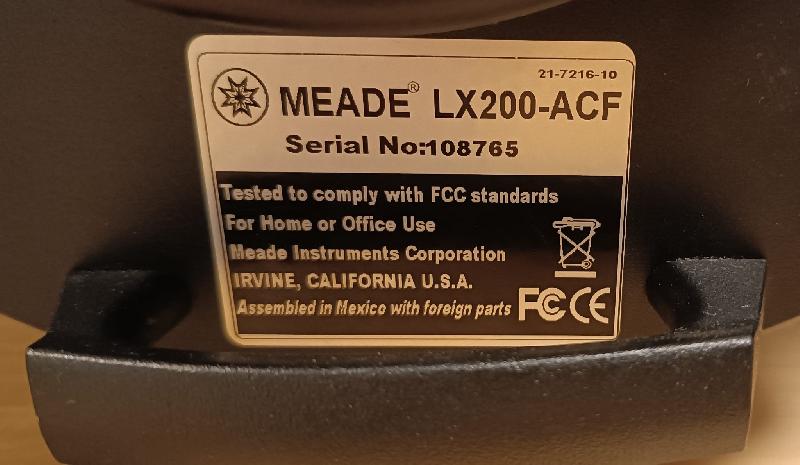 21-7216-10
MEADE® LX200-ACF
Serial No:108765
Tested to comply with FCC standards
For Home or Office Use
Meade Instruments Corporation
IRVINE, CALIFORNIA U.S.A.
Assembled in Mexico with foreign parts FC CE